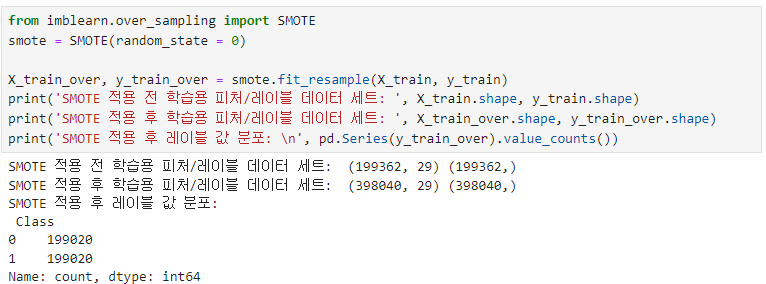 from imblearn.over_sampling import SMOTE
smote = SMOTE(random_state = 0)
X_train_over, y_train_over = smote.fit_resample(X_train, y_train)
print('SMOTE 적용 전 학습용 피처/레이블 데이터 세트: ', X_train.shape, y_train.shape)
print('SMOTE 적용 후 학습용 피처/레이블 데이터 세트: ', X_train_over.shape, y_train_over.shape)
print('SMOTE 적용 후 레이블 값 분포: \n', pd.Series(y_train_over).value_counts())
SMOTE 적용 전 학습용 피처/레이블 데이터 세트:  (199362, 29) (199362,)
SMOTE 적용 후 학습용 피처/레이블 데이터 세트:  (398040, 29) (398040,)
SMOTE 적용 후 레이블 값 분포:
 Class
0    199020
1    199020
Name: count, dtype: int64